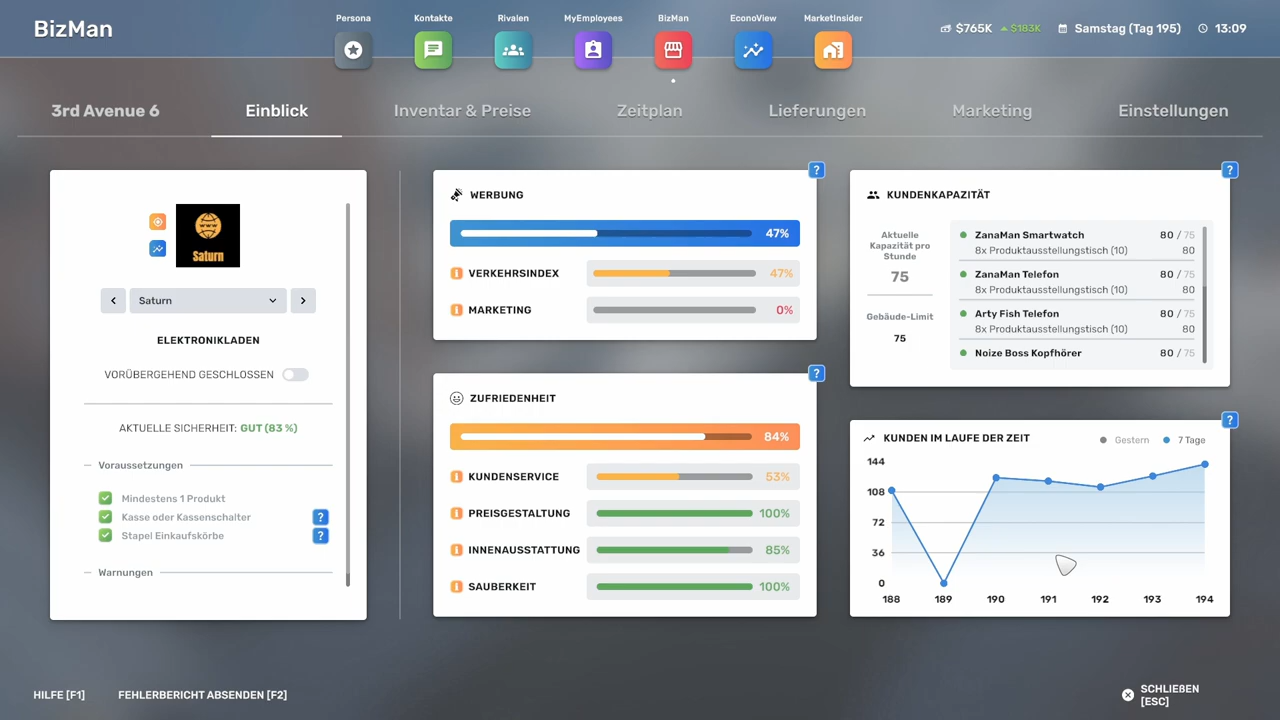 BizMan
Persona
Kontakte
Rivalen
MyEmployees
BizMan
EconoView
MarketInsider
$765K
$183K
Samstag (Tag 195)
13:09
3rd Avenue 6
Einblick
Inventar & Preise
Zeitplan
Lieferungen
Marketing
Einstellungen
www
Saturn
Saturn
ELEKTRONIKLADEN
VORÜBERGEHEND GESCHLOSSEN
AKTUELLE SICHERHEIT: GUT (83 %)
Voraussetzungen
Mindestens 1 Produkt
Kasse oder Kassenschalter
?
Stapel Einkaufskörbe
?
Warnungen
?
WERBUNG
47%
VERKEHRSINDEX
47%
MARKETING
0%
?
ZUFRIEDENHEIT
84%
KUNDENSERVICE
53%
PREISGESTALTUNG
100%
INNENAUSSTATTUNG
85%
SAUBERKEIT
100%
?
KUNDENKAPAZITÄT
Aktuelle
Kapazität pro
Stunde
75
Gebäude-Limit
75
ZanaMan Smartwatch
80 / 75
8x Produktausstellungstisch (10)
80
ZanaMan Telefon
80 / 75
8x Produktausstellungstisch (10)
80
Arty Fish Telefon
80 / 75
8x Produktausstellungstisch (10)
80
Noize Boss Kopfhörer
80 / 75
?
KUNDEN IM LAUFE DER ZEIT
Gestern
7 Tage
144
108
72
36
0
188
189
190
191
192
193
194
HILFE [F1]
FEHLERBERICHT ABSENDEN [F2]
SCHLIEßEN
[ESC]